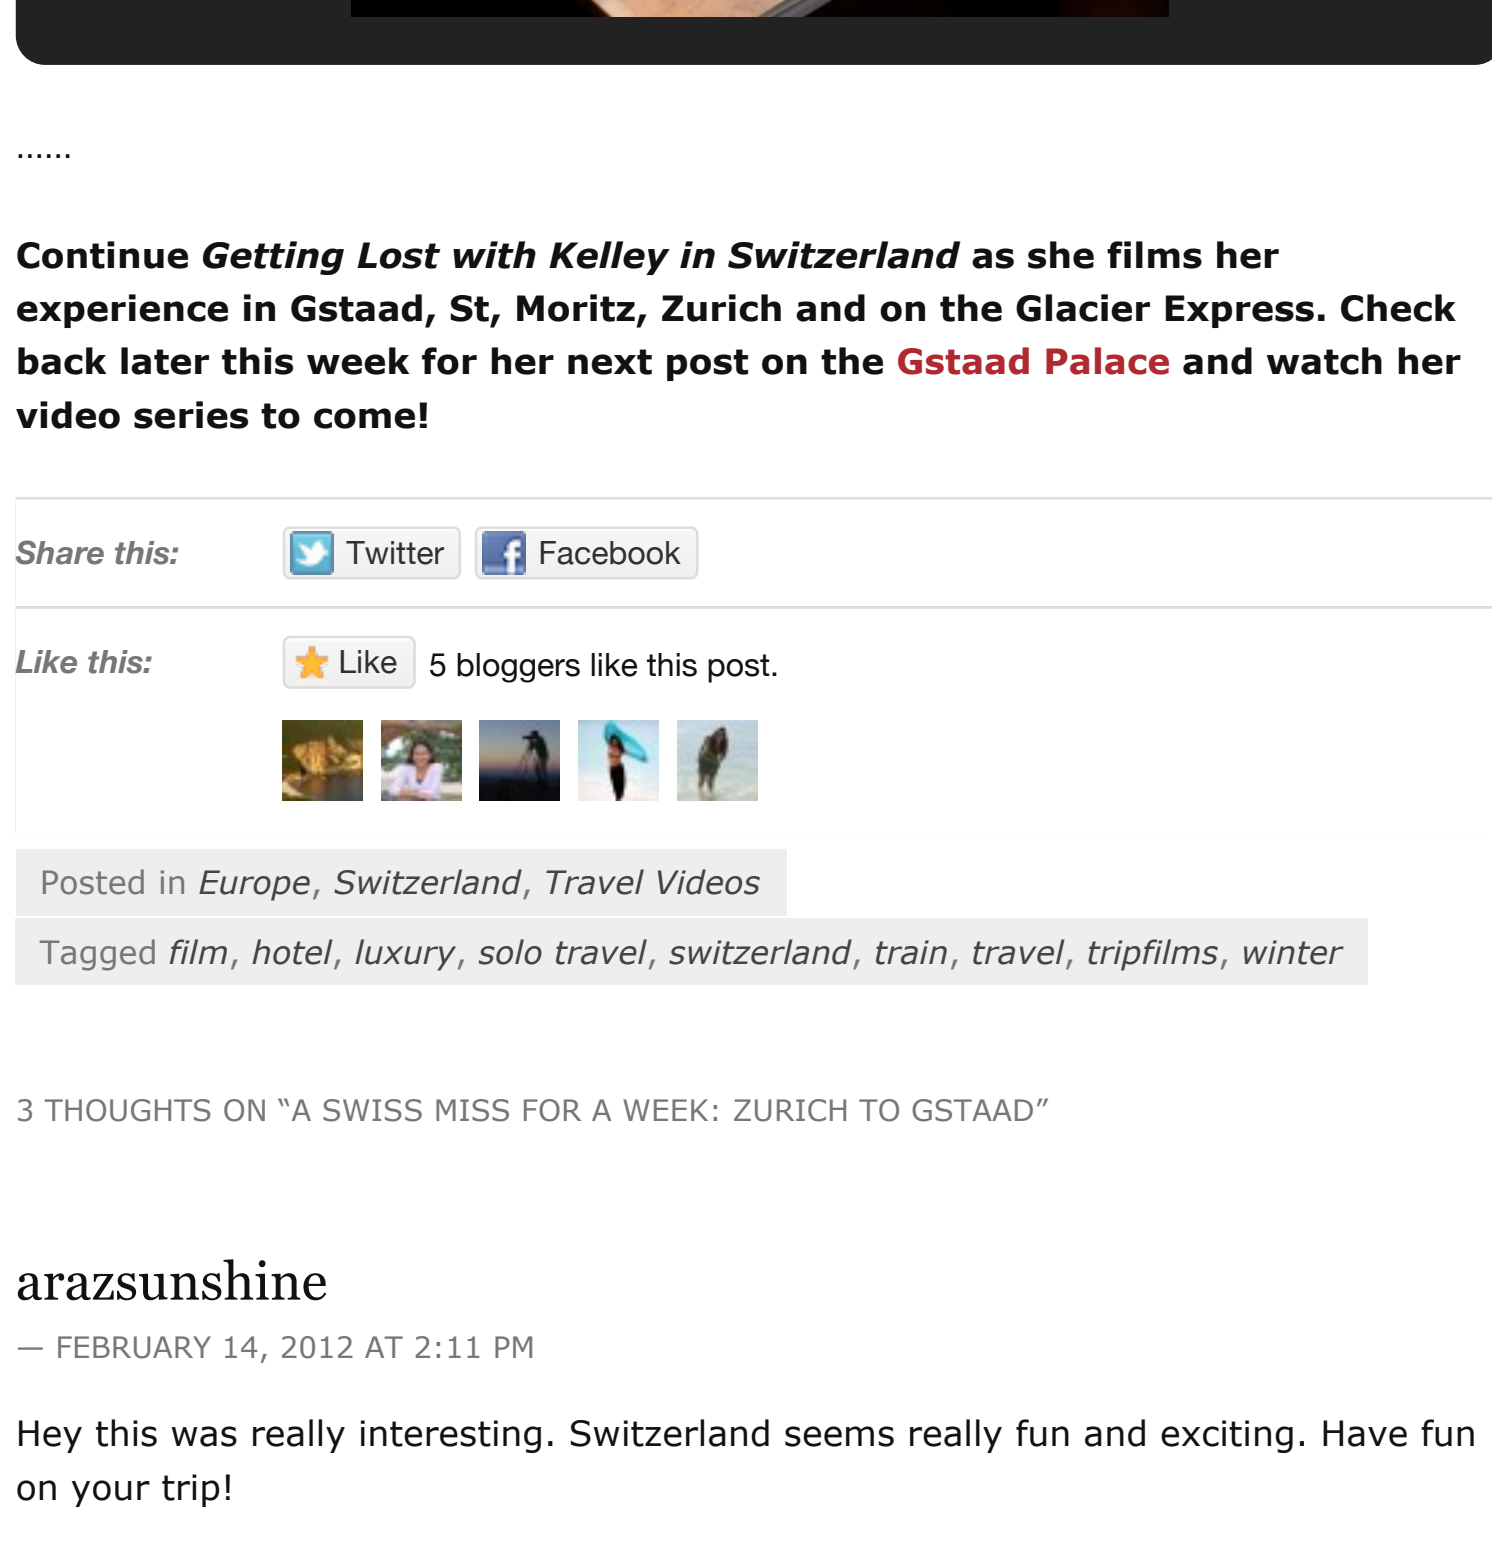 ......
Continue Getting Lost with Kelley in Switzerland as she films her
experience in Gstaad, St, Moritz, Zurich and on the Glacier Express. Check
back later this week for her next post on the Gstaad Palace and watch her
video series to come!
Share this: Twitter Facebook
Like this: Like 5 bloggers like this post.
Posted in Europe, Switzerland, Travel Videos
Tagged film, hotel, luxury, solo travel, switzerland, train, travel, tripfilms, winter
3 THOUGHTS ON “A SWISS MISS FOR A WEEK: ZURICH TO GSTAAD”
arazsunshine
— FEBRUARY 14, 2012 AT 2:11 PM
Hey this was really interesting. Switzerland seems really fun and exciting. Have fun
on your trip!